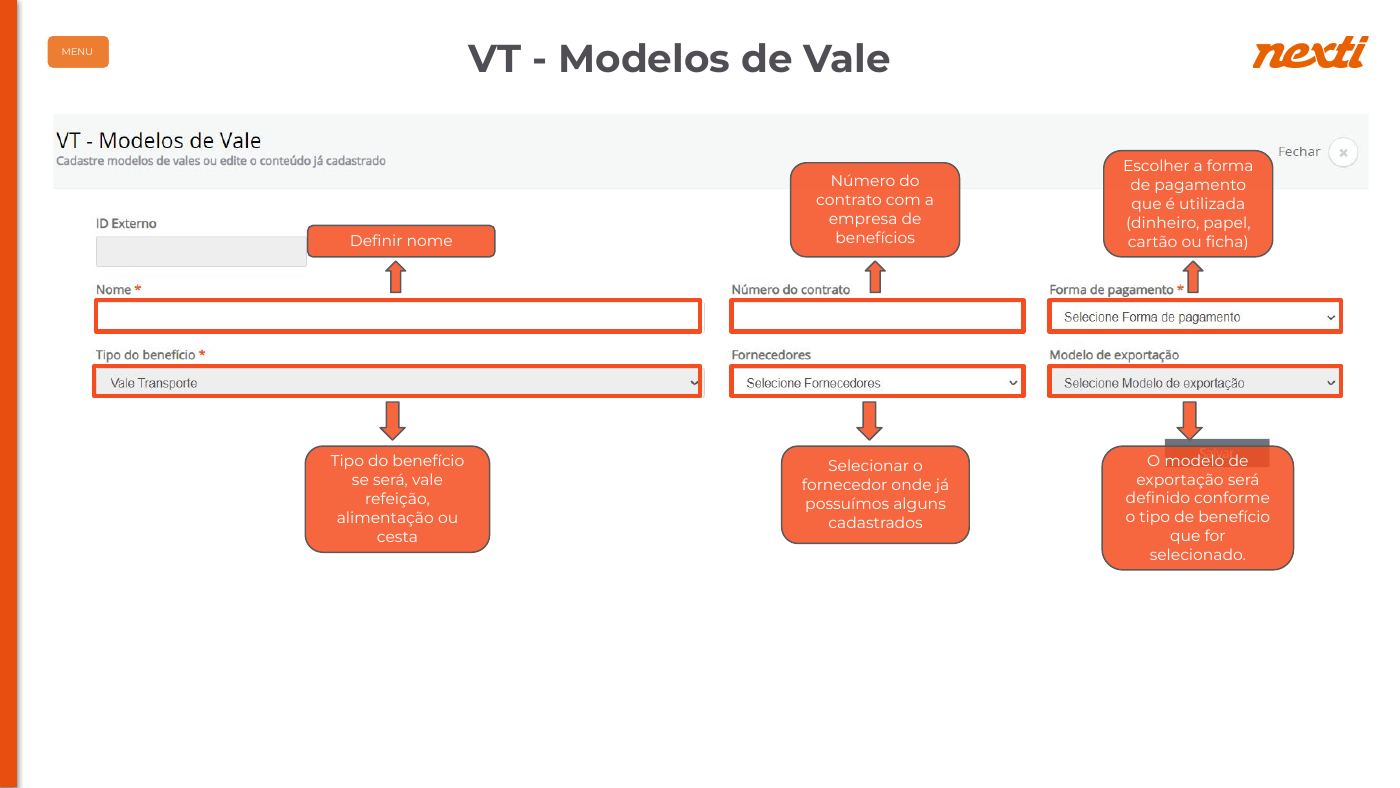 MENU
VT - Modelos de Vale
nexti
VT - Modelos de Vale
Cadastre modelos de vales ou edite o conteúdo já cadastrado
Fechar
Número do
contrato com a
empresa de
benefícios
Escolher a forma
de pagamento
que é utilizada
(dinheiro, papel,
cartão ou ficha)
ID Externo
Definir nome
Nome *
Número do contrato
Forma de pagamento *
Selecione Forma de pagamento
Tipo do benefício *
Fornecedores
Modelo de exportação
Vale Transporte
Selecione Fornecedores
Selecione Modelo de exportação
Tipo do benefício
se será, vale
refeição,
alimentação ou
cesta
Selecionar o
fornecedor onde já
possuímos alguns
cadastrados
O modelo de
exportação será
definido conforme
o tipo de benefício
que for
selecionado.